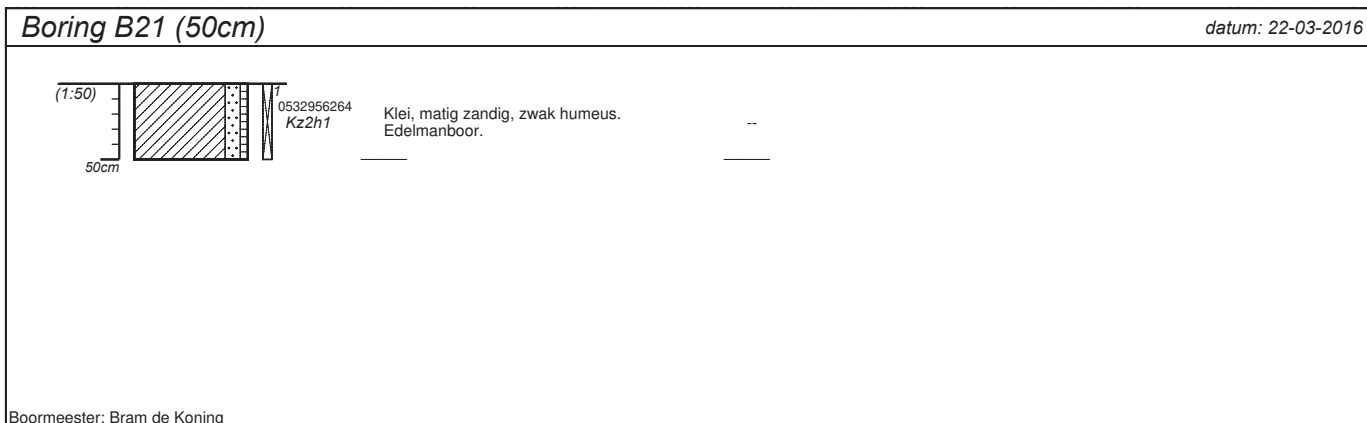 Boring B21 (50cm)
datum: 22-03-2016
(1:50)
1
0532956264
Kz2h1
Klei, matig zandig, zwak humeus.
Edelmanboor.
--
50cm
Boormeester: Bram de Koning